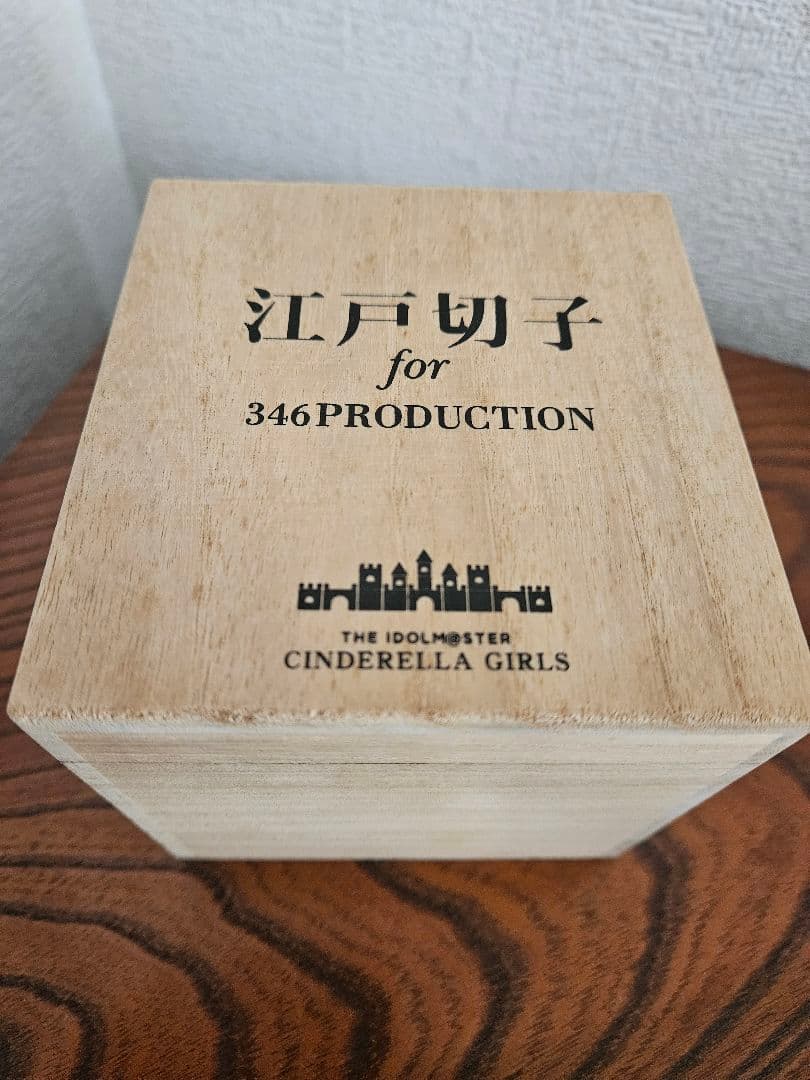 江戸切子
for
346PRODUCTION
THE IDOLM@STER
CINDERELLA GIRLS